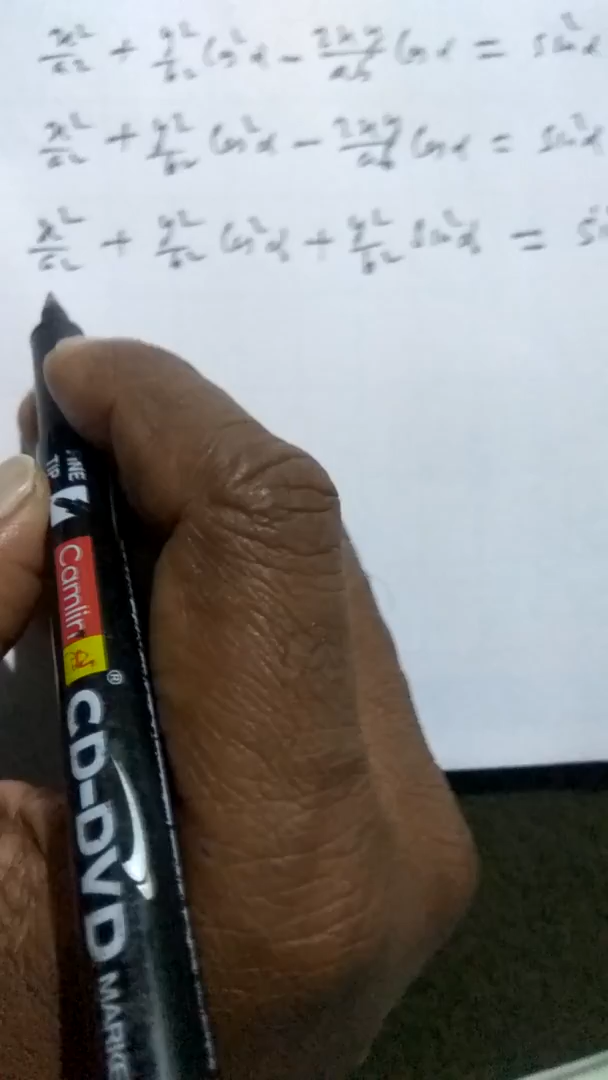 x²/a² + y²/b² cos²α − 2xy/ab cosα = sin²α
x²/a² + y²/b² cos²α − 2xy/ab cosα = sin²α
x²/a² + y²/b² cos²α + y²/b² sin²α =
FINE TIP
Camlin
CD-DVD MARKE
®